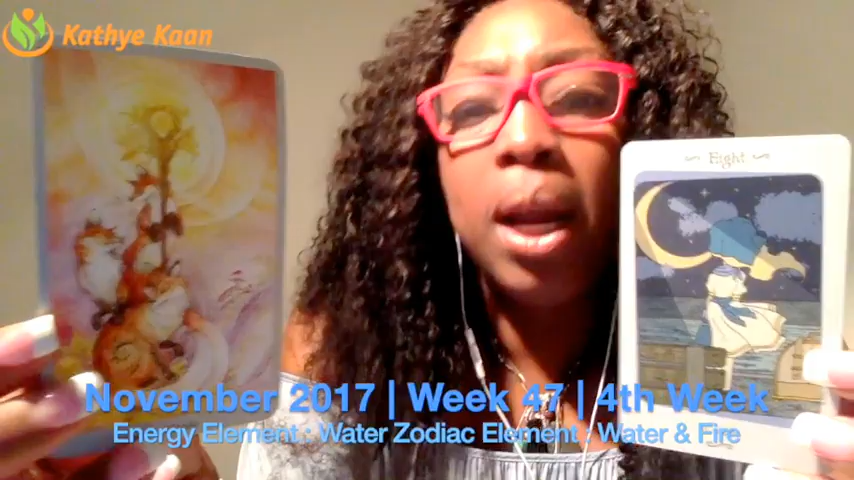 Kathye Kaan
~ Eight ~
November 2017 | Week 47 | 4th Week
Energy Element : Water Zodiac Element : Water & Fire